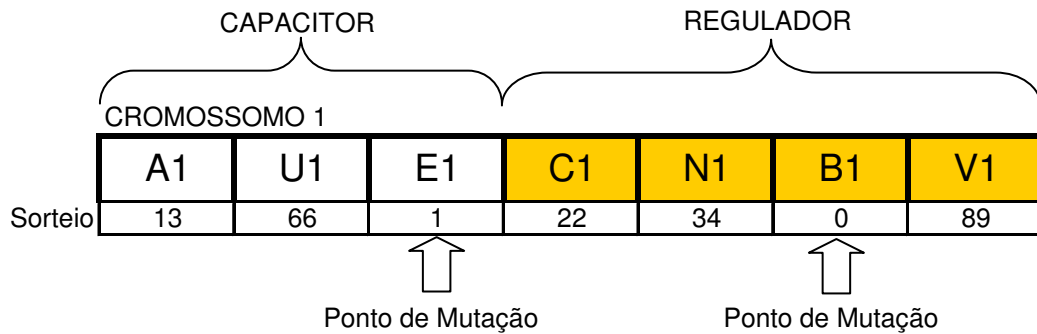 CAPACITOR REGULADOR
CROMOSSOMO 1
A1 U1 E1 C1 N1 B1 V1
Sorteio 13 66 1 22 34 0 89
Ponto de Mutação Ponto de Mutação